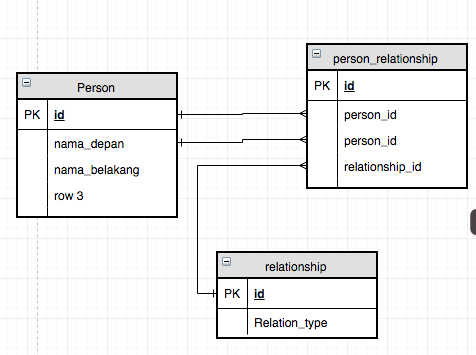 Person
PK id
nama_depan
nama_belakang
row 3
person_relationship
PK id
person_id
person_id
relationship_id
relationship
PK id
Relation_type